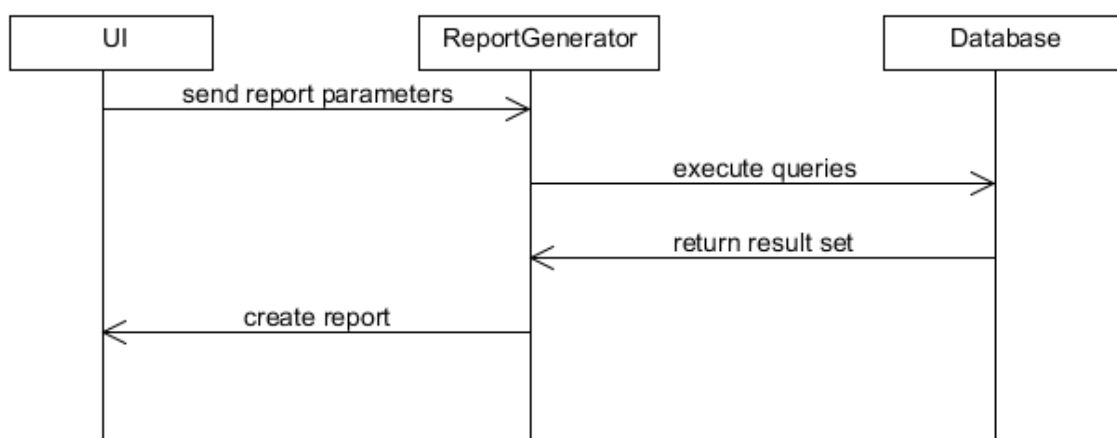 UI
ReportGenerator
Database
send report parameters
execute queries
return result set
create report